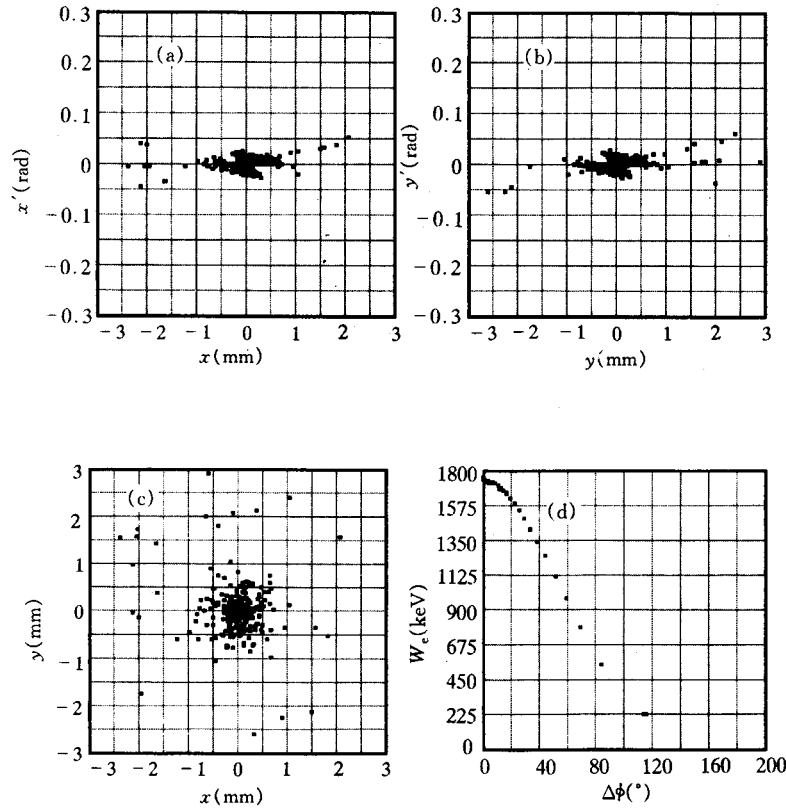 (a)
0.3
0.2
0.1
0
−0.1
−0.2
−0.3
x′(rad)
−3 −2 −1 0 1 2 3
x(mm)
(b)
0.3
0.2
0.1
0
−0.1
−0.2
−0.3
y′(rad)
−3 −2 −1 0 1 2 3
y(mm)
(c)
3
2
1
0
−1
−2
−3
y(mm)
−3 −2 −1 0 1 2 3
x(mm)
(d)
1800
1575
1350
1125
900
675
450
225
0
W_e(keV)
0 40 80 120 160 200
Δϕ(°)